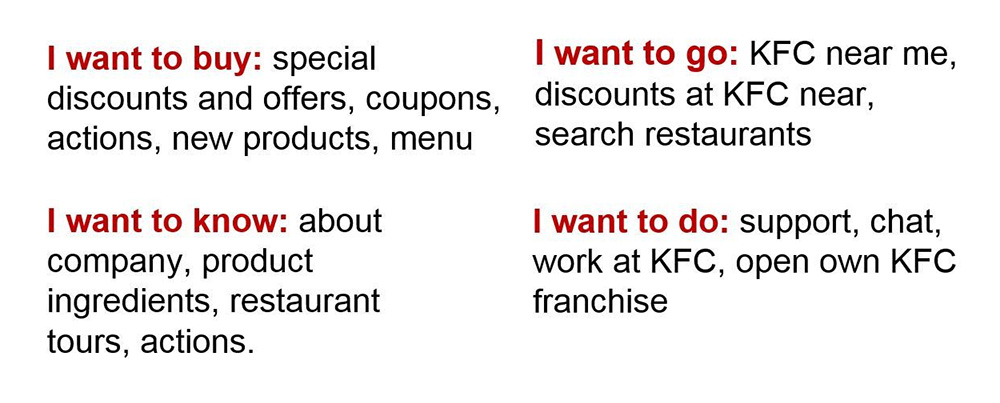 I want to buy: special
discounts and offers, coupons,
actions, new products, menu
I want to go: KFC near me,
discounts at KFC near,
search restaurants
I want to know: about
company, product
ingredients, restaurant
tours, actions.
I want to do: support, chat,
work at KFC, open own KFC
franchise